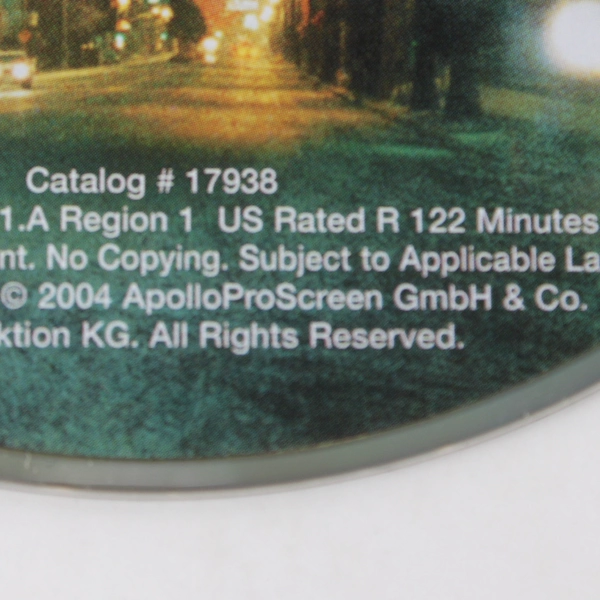 Catalog # 17938
1.A Region 1 US Rated R 122 Minutes
nt. No Copying. Subject to Applicable La
© 2004 ApolloProScreen GmbH & Co.
ktion KG. All Rights Reserved.